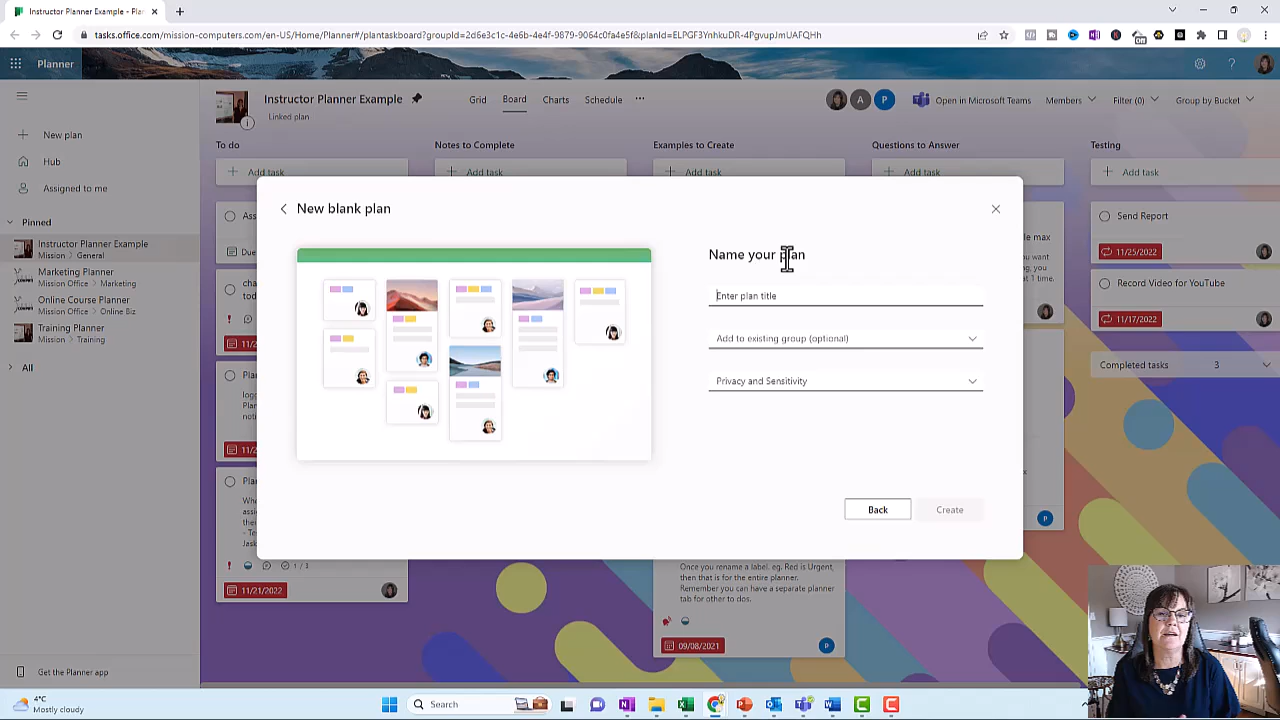 Instructor Planner Example - Plan
tasks.office.com/mission-computers.com/en-US/Home/Planner#/plantaskboard?groupId=2d6e3c1c-4e6b-4e4f-9879-9064c0fa4e5f&planId=ELPGF3YnhkuDR-4PgvupJmUAFQHh
Planner
Instructor Planner Example
Linked plan
Grid
Board
Charts
Schedule
A
P
Open in Microsoft Teams
Members
Filter (0)
Group by Bucket
New plan
Hub
Assigned to me
Pinned
Instructor Planner Example
Mission > General
Marketing Planner
Mission Office > Marketing
Online Course Planner
Mission Office > Online Biz
Training Planner
Mission > Training
All
Get the Planner app
To do
Notes to Complete
Examples to Create
Questions to Answer
Testing
Add task
Add task
Add task
Add task
Add task
Send Report
11/25/2022
Record Video for YouTube
11/17/2022
Completed tasks 3
New blank plan
Name your plan
Enter plan title
Add to existing group (optional)
Privacy and Sensitivity
Back
Create
1 / 3
11/21/2022
Once you rename a label. eg. Red is Urgent,
then that is for the entire planner.
Remember you can have a separate planner
tab for other to dos.
09/08/2021
P
P
4°C
Mostly cloudy
Search